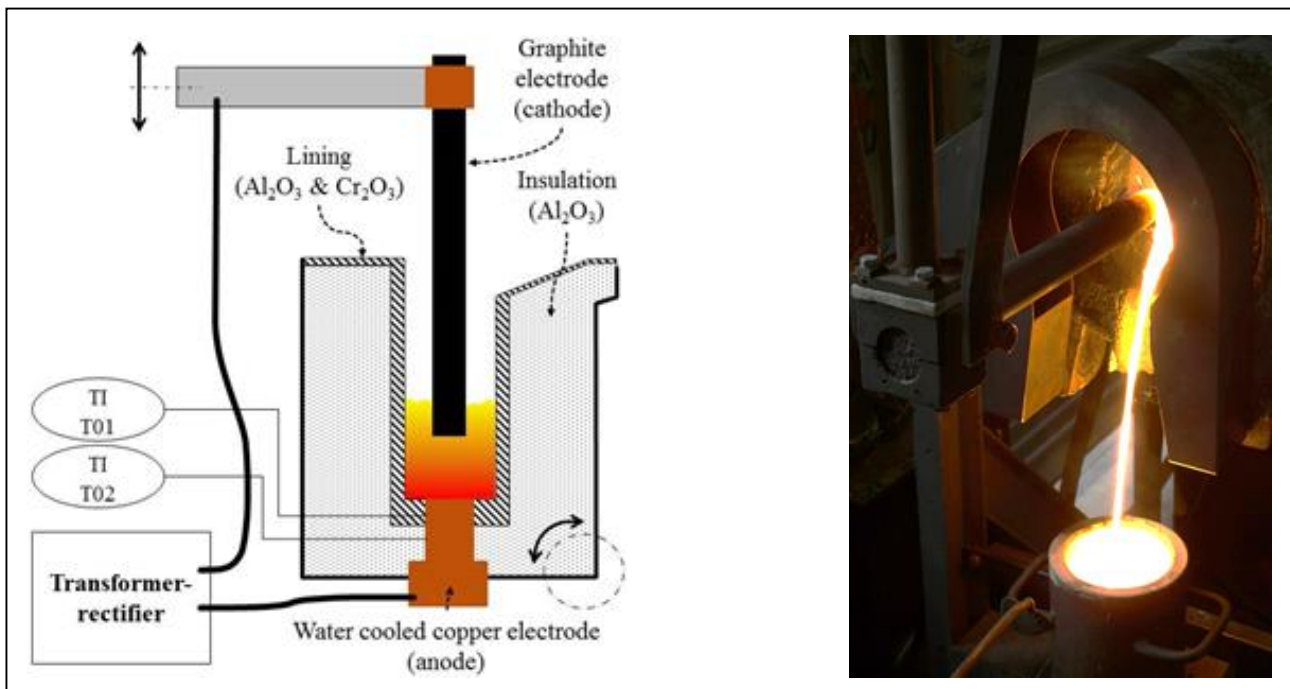 Graphite
electrode
(cathode)
Lining
(Al₂O₃ & Cr₂O₃)
Insulation
(Al₂O₃)
TI
T01
TI
T02
Transformer-
rectifier
Water cooled copper electrode
(anode)